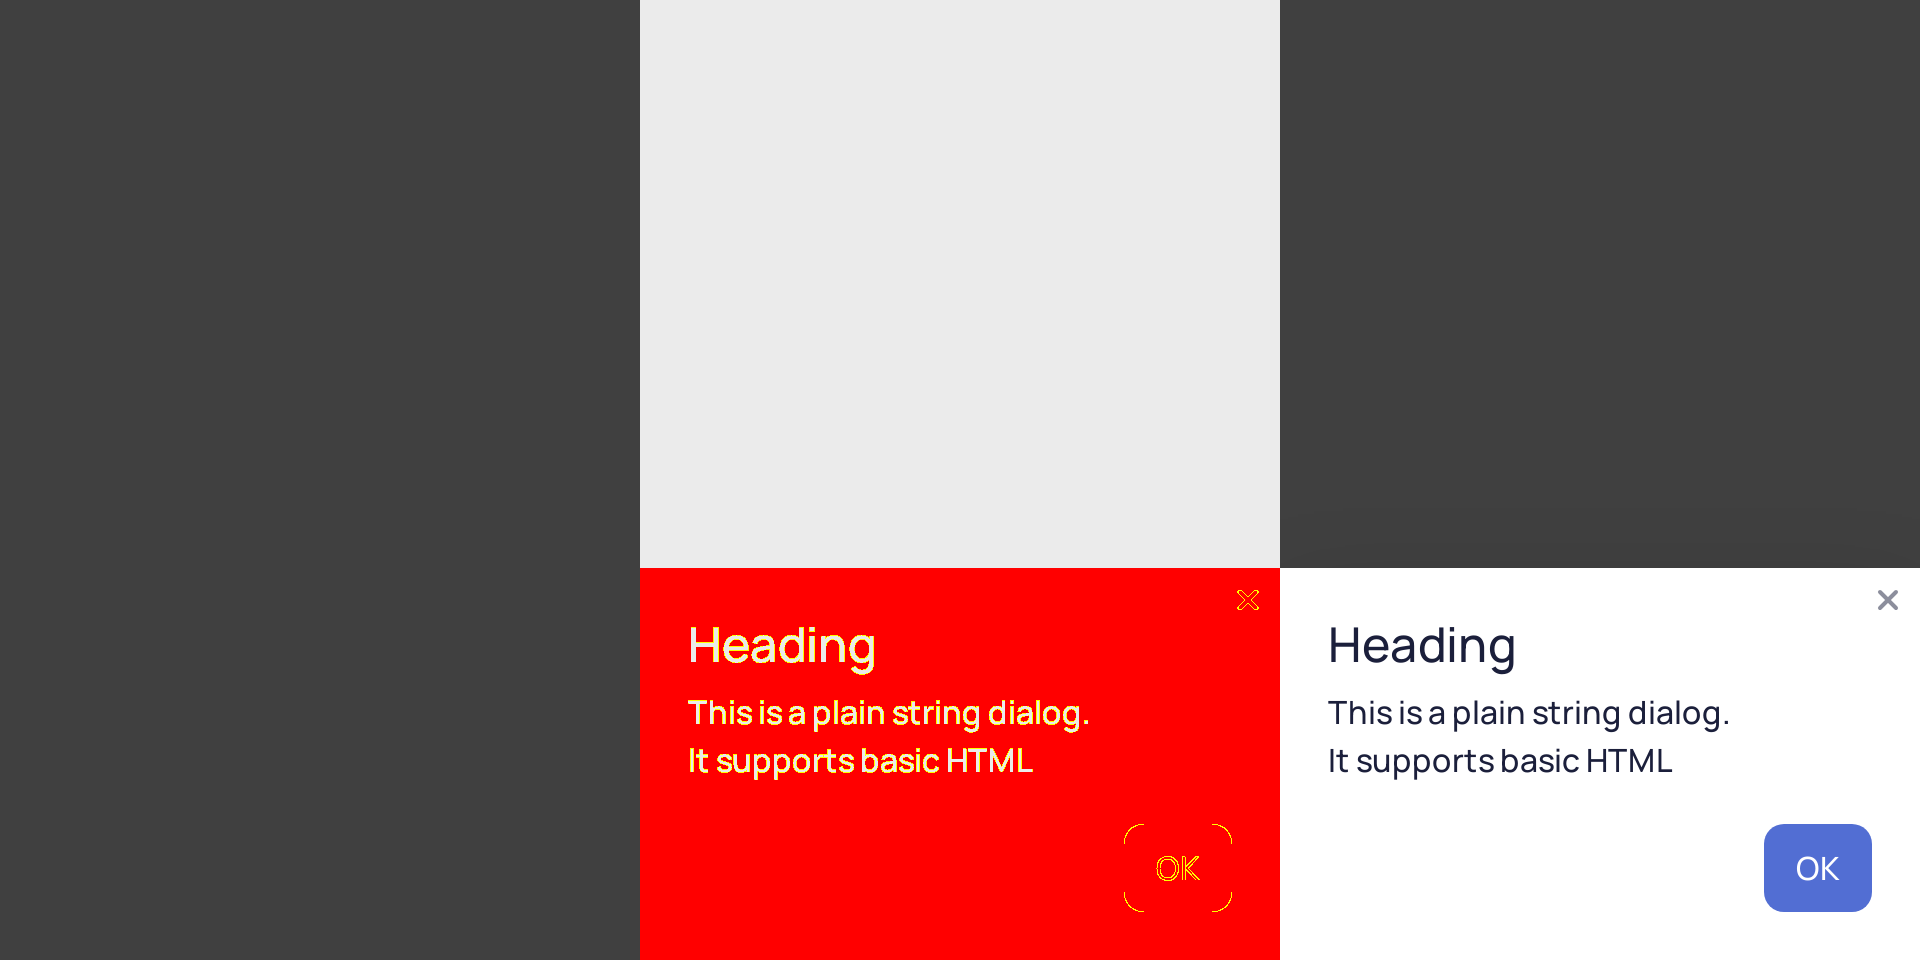 Heading
This is a plain string dialog.
It supports basic HTML
OK
Heading
This is a plain string dialog.
It supports basic HTML
OK